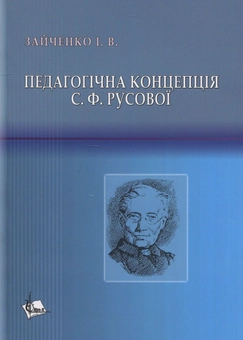 ЗАЙЧЕНКО І. В.
ПЕДАГОГІЧНА КОНЦЕПЦІЯ
С. Ф. РУСОВОЇ